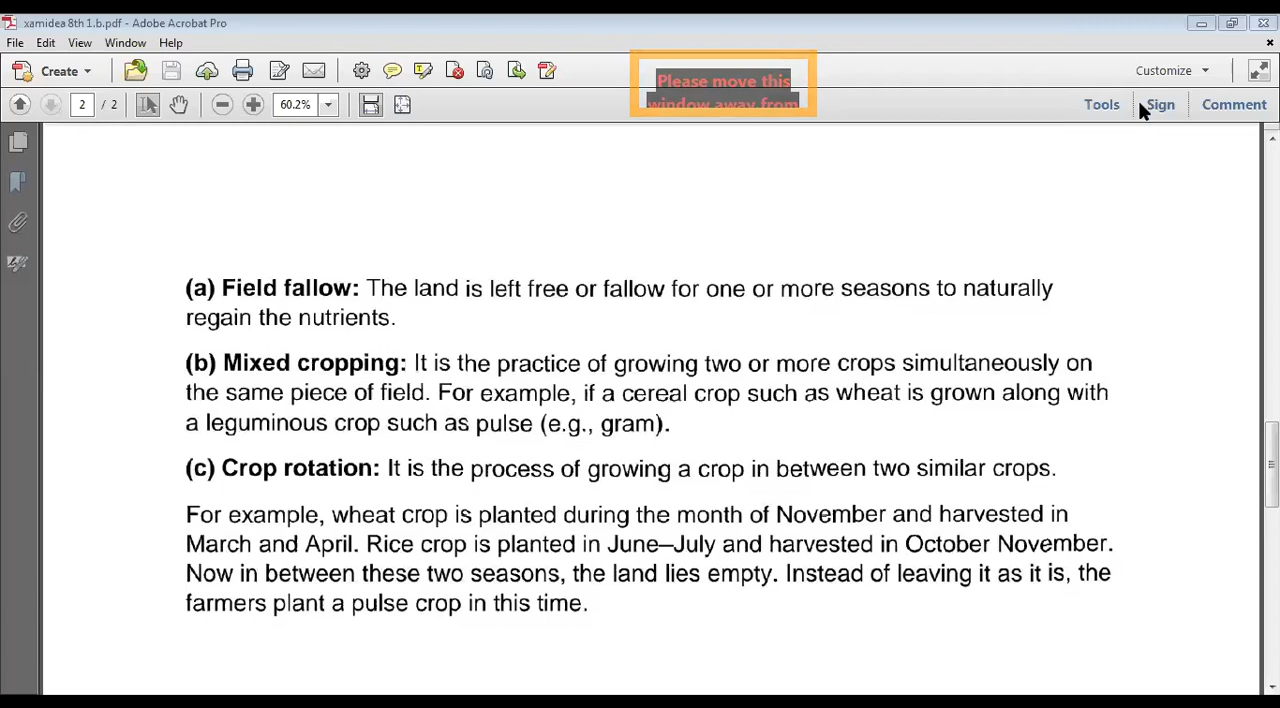 xamidea 8th 1.b.pdf - Adobe Acrobat Pro
File Edit View Window Help
Create
Please move this
window away from
Customize
2 / 2
60.2%
Tools
Sign
Comment
(a) Field fallow: The land is left free or fallow for one or more seasons to naturally
regain the nutrients.
(b) Mixed cropping: It is the practice of growing two or more crops simultaneously on
the same piece of field. For example, if a cereal crop such as wheat is grown along with
a leguminous crop such as pulse (e.g., gram).
(c) Crop rotation: It is the process of growing a crop in between two similar crops.
For example, wheat crop is planted during the month of November and harvested in
March and April. Rice crop is planted in June–July and harvested in October November.
Now in between these two seasons, the land lies empty. Instead of leaving it as it is, the
farmers plant a pulse crop in this time.